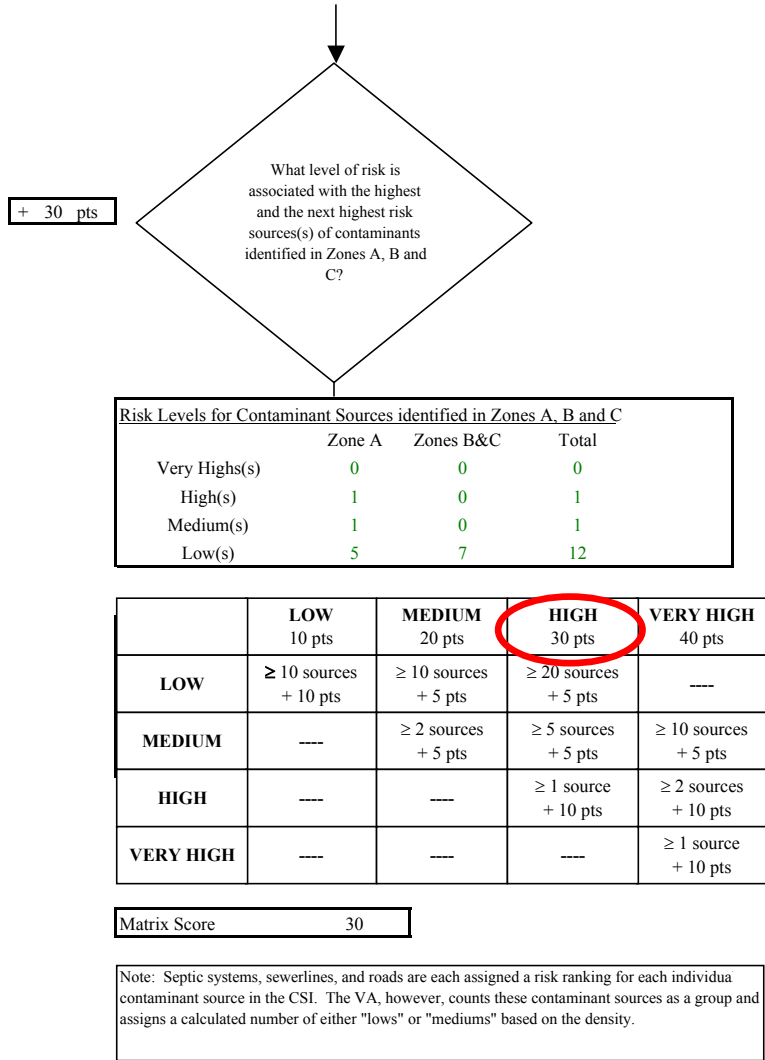 What level of risk is
associated with the highest
and the next highest risk
sources(s) of contaminants
identified in Zones A, B and
C?
+ 30 pts
Risk Levels for Contaminant Sources identified in Zones A, B and C
Zone A Zones B&C Total
Very Highs(s) 0 0 0
High(s) 1 0 1
Medium(s) 1 0 1
Low(s) 5 7 12
LOW MEDIUM HIGH VERY HIGH
10 pts 20 pts 30 pts 40 pts
LOW ≥ 10 sources ≥ 10 sources ≥ 20 sources ----
+ 10 pts + 5 pts + 5 pts
MEDIUM ---- ≥ 2 sources ≥ 5 sources ≥ 10 sources
+ 5 pts + 5 pts + 5 pts
HIGH ---- ---- ≥ 1 source ≥ 2 sources
+ 10 pts + 10 pts
VERY HIGH ---- ---- ---- ≥ 1 source
+ 10 pts
Matrix Score 30
Note: Septic systems, sewerlines, and roads are each assigned a risk ranking for each individua
contaminant source in the CSI. The VA, however, counts these contaminant sources as a group and
assigns a calculated number of either "lows" or "mediums" based on the density.